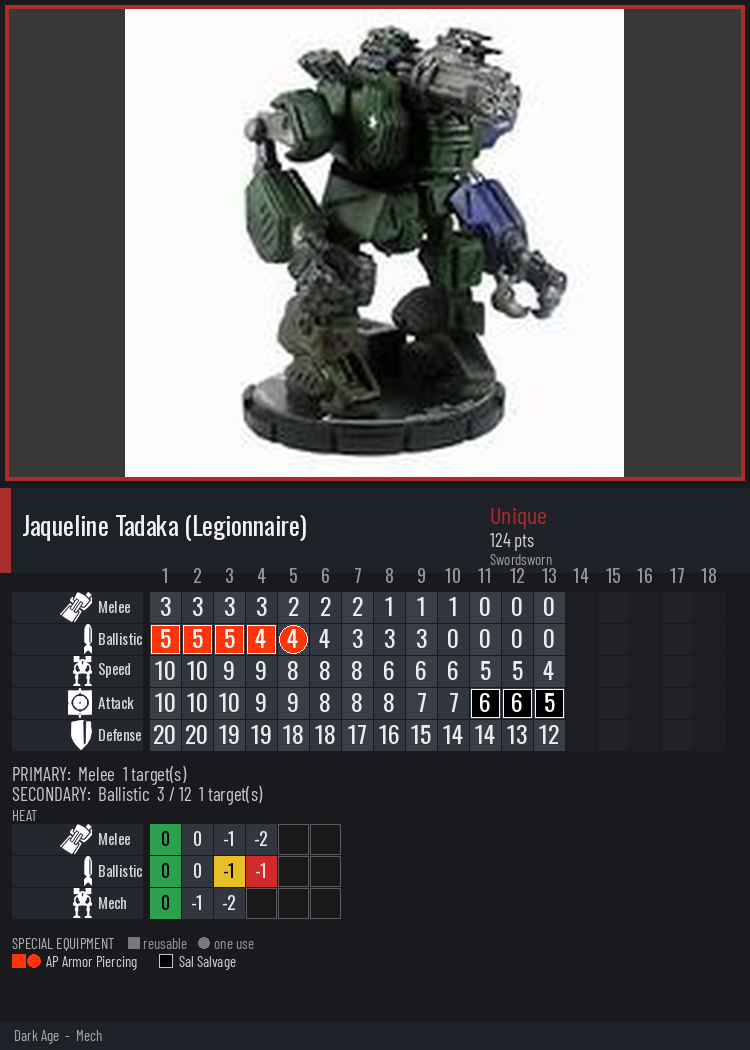 Jaqueline Tadaka (Legionnaire)
Unique
124 pts
Swordsworn
1 2 3 4 5 6 7 8 9 10 11 12 13 14 15 16 17 18
Melee 3 3 3 3 2 2 2 1 1 1 0 0 0
Ballistic 5 5 5 4 4 4 3 3 3 0 0 0 0
Speed 10 10 9 9 8 8 8 6 6 6 5 5 4
Attack 10 10 10 9 9 8 8 8 7 7 6 6 5
Defense 20 20 19 19 18 18 17 16 15 14 14 13 12
PRIMARY: Melee 1 target(s)
SECONDARY: Ballistic 3 / 12 1 target(s)
HEAT
Melee 0 0 -1 -2
Ballistic 0 0 -1 -1
Mech 0 -1 -2
SPECIAL EQUIPMENT reusable one use
AP Armor Piercing Sal Salvage
Dark Age - Mech